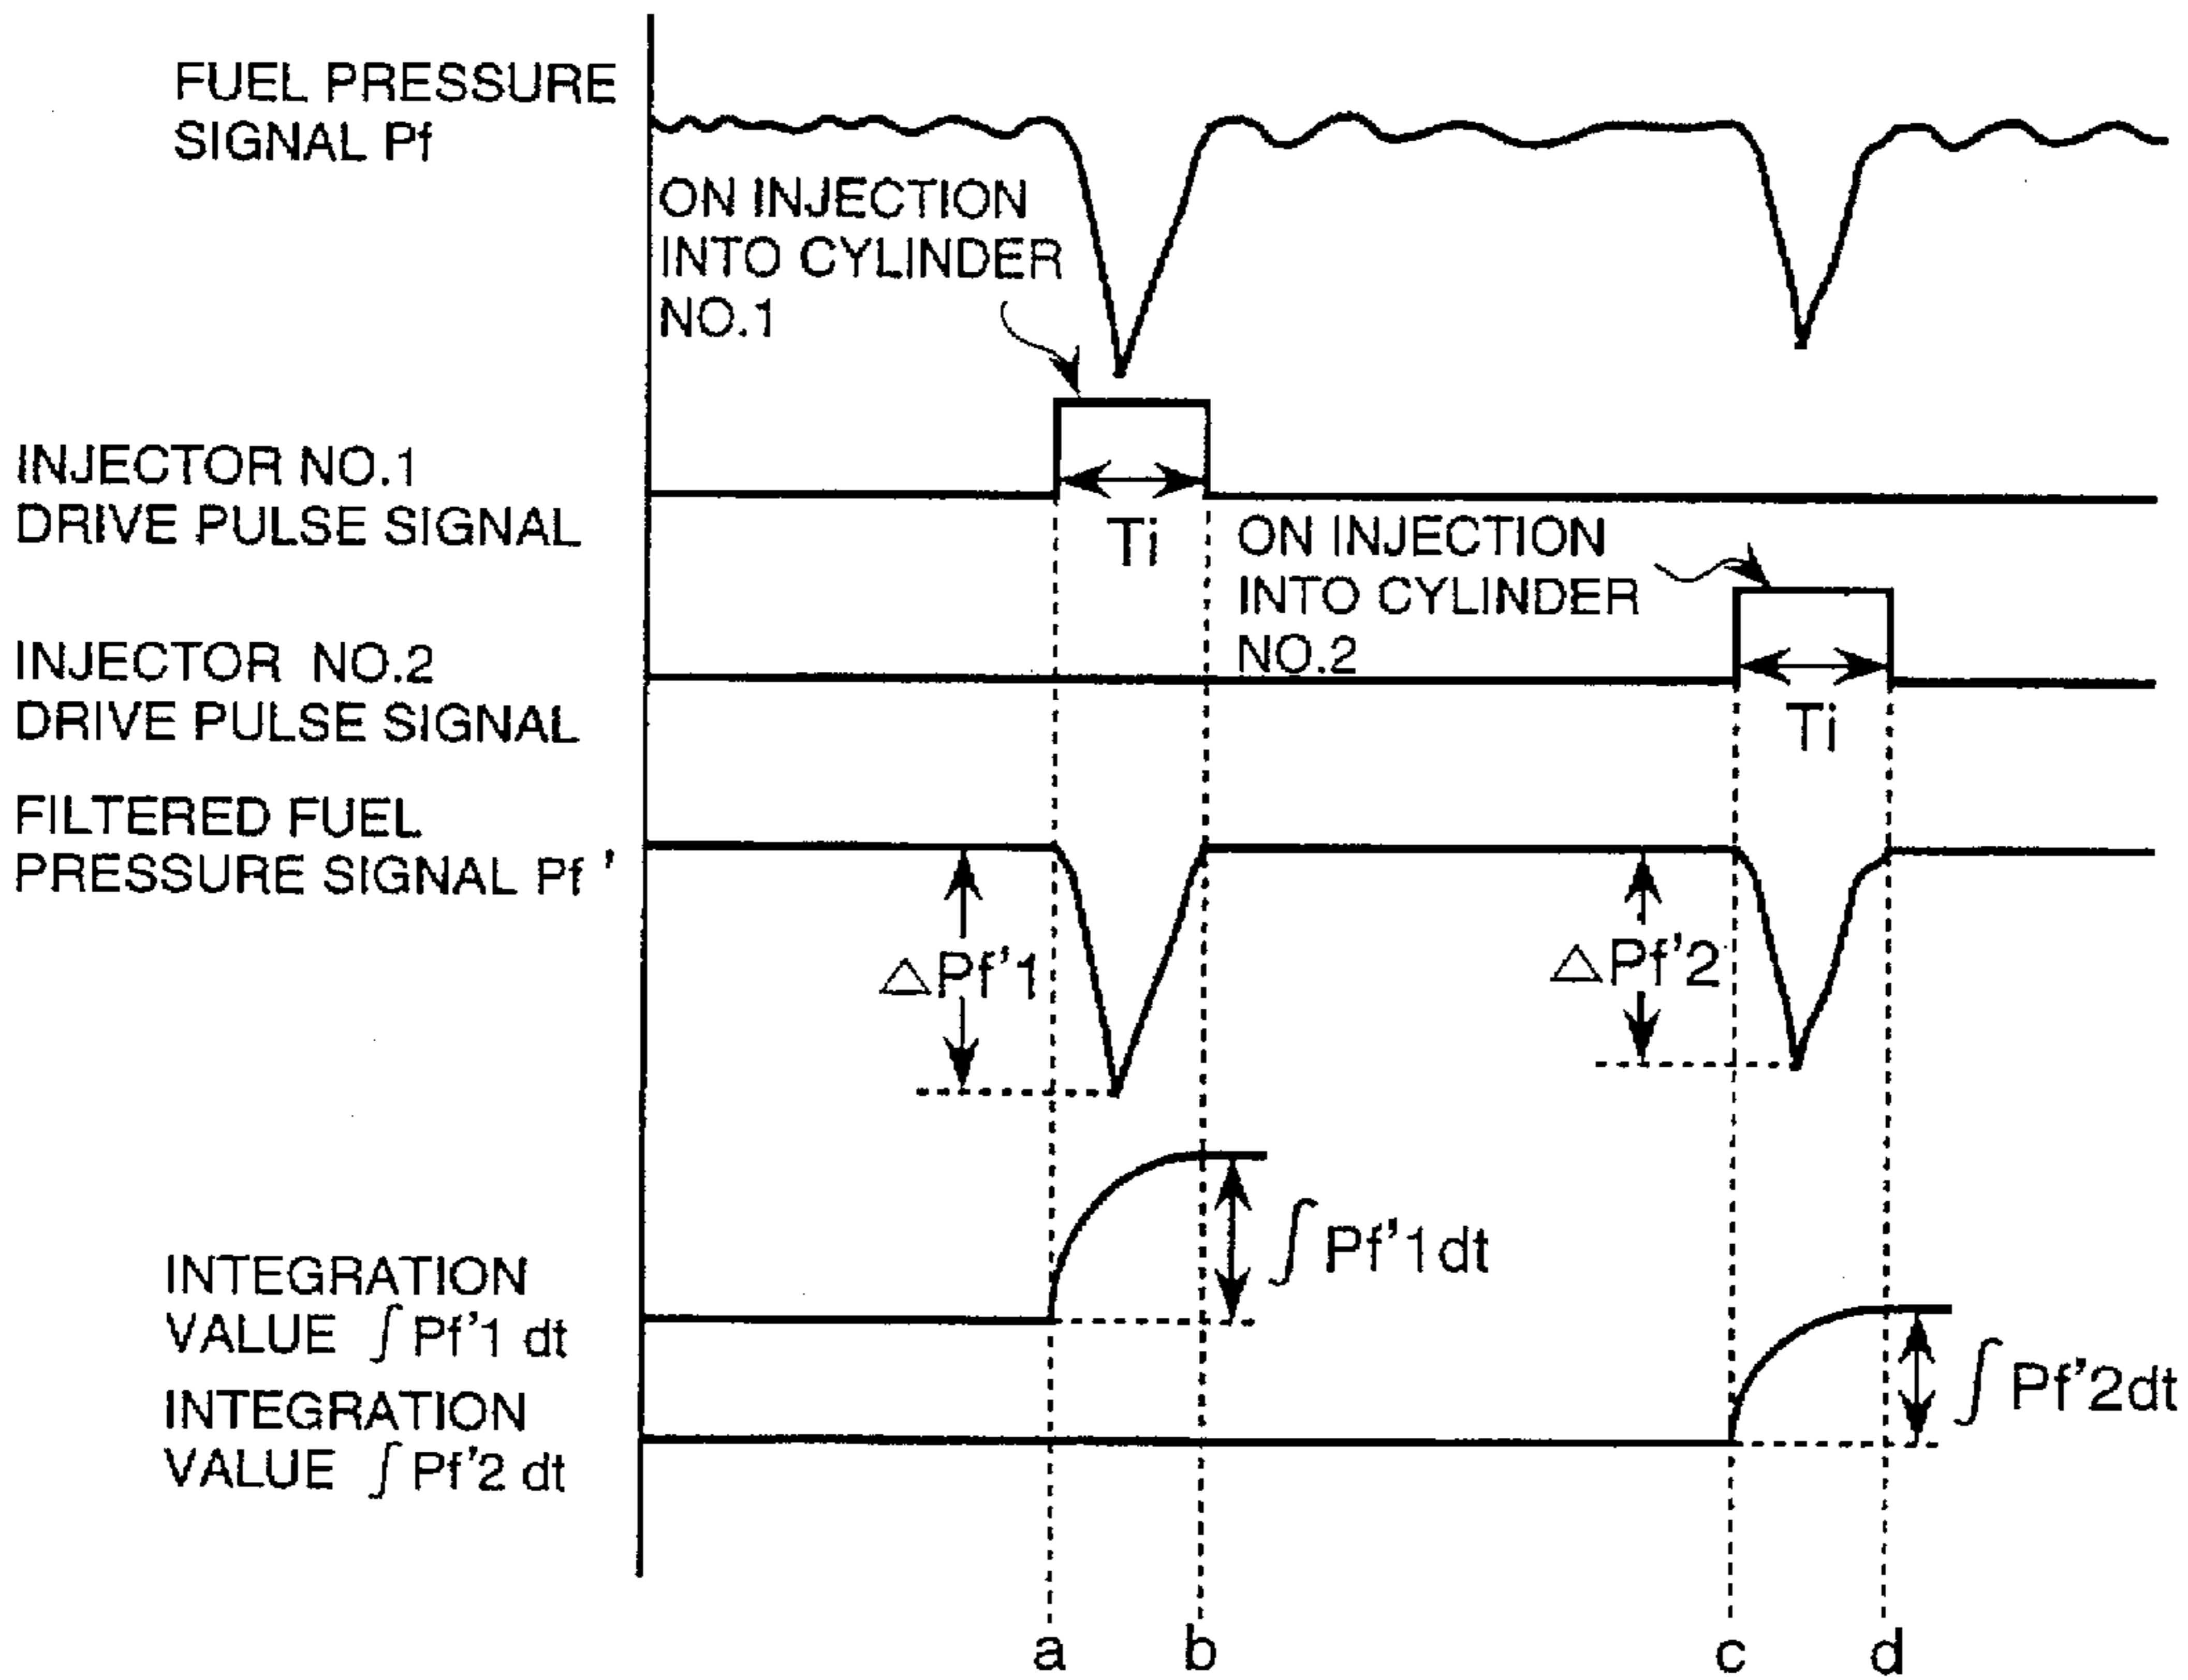 FUEL PRESSURE
SIGNAL Pf
ON INJECTION
INTO CYLINDER
NO.1
INJECTOR NO.1
DRIVE PULSE SIGNAL
Ti
ON INJECTION
INTO CYLINDER
NO.2
INJECTOR NO.2
DRIVE PULSE SIGNAL
Ti
FILTERED FUEL
PRESSURE SIGNAL Pf '
△Pf'1
△Pf'2
∫Pf'1dt
INTEGRATION
VALUE ∫Pf'1 dt
∫Pf'2dt
INTEGRATION
VALUE ∫Pf'2 dt
a b c d